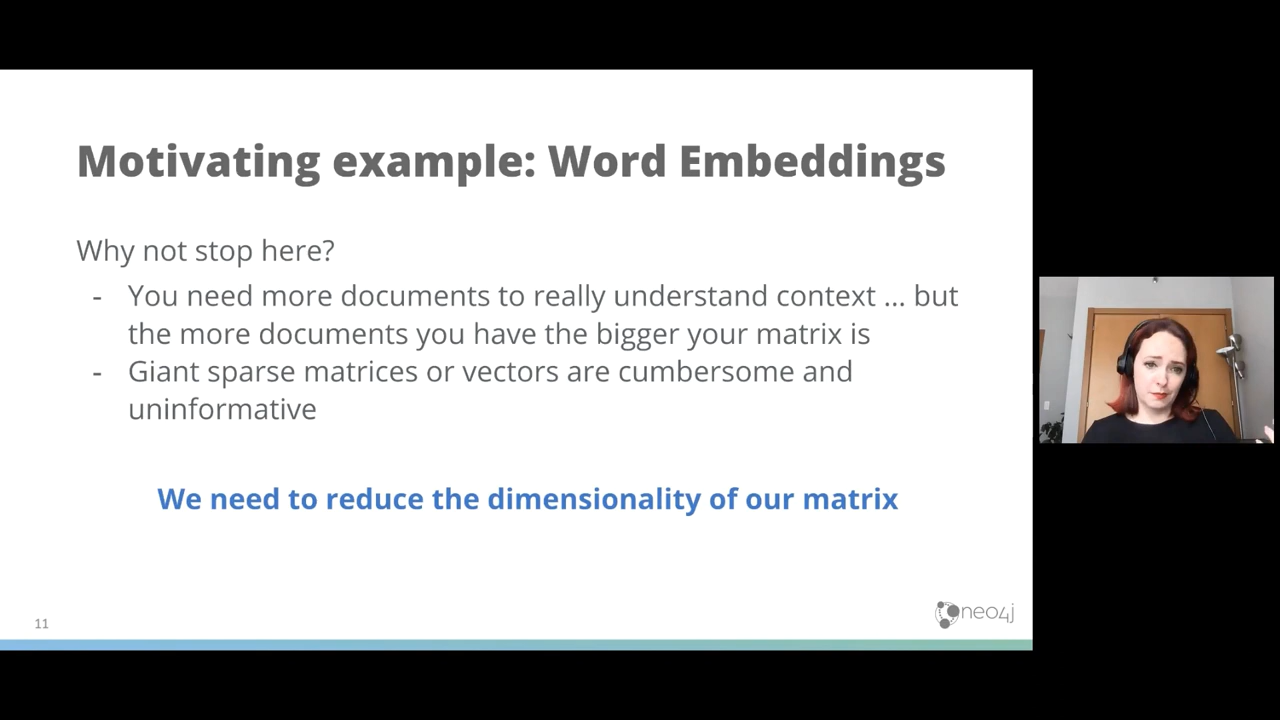 Motivating example: Word Embeddings
Why not stop here?
- You need more documents to really understand context ... but
the more documents you have the bigger your matrix is
- Giant sparse matrices or vectors are cumbersome and
uninformative
We need to reduce the dimensionality of our matrix
11
neo4j